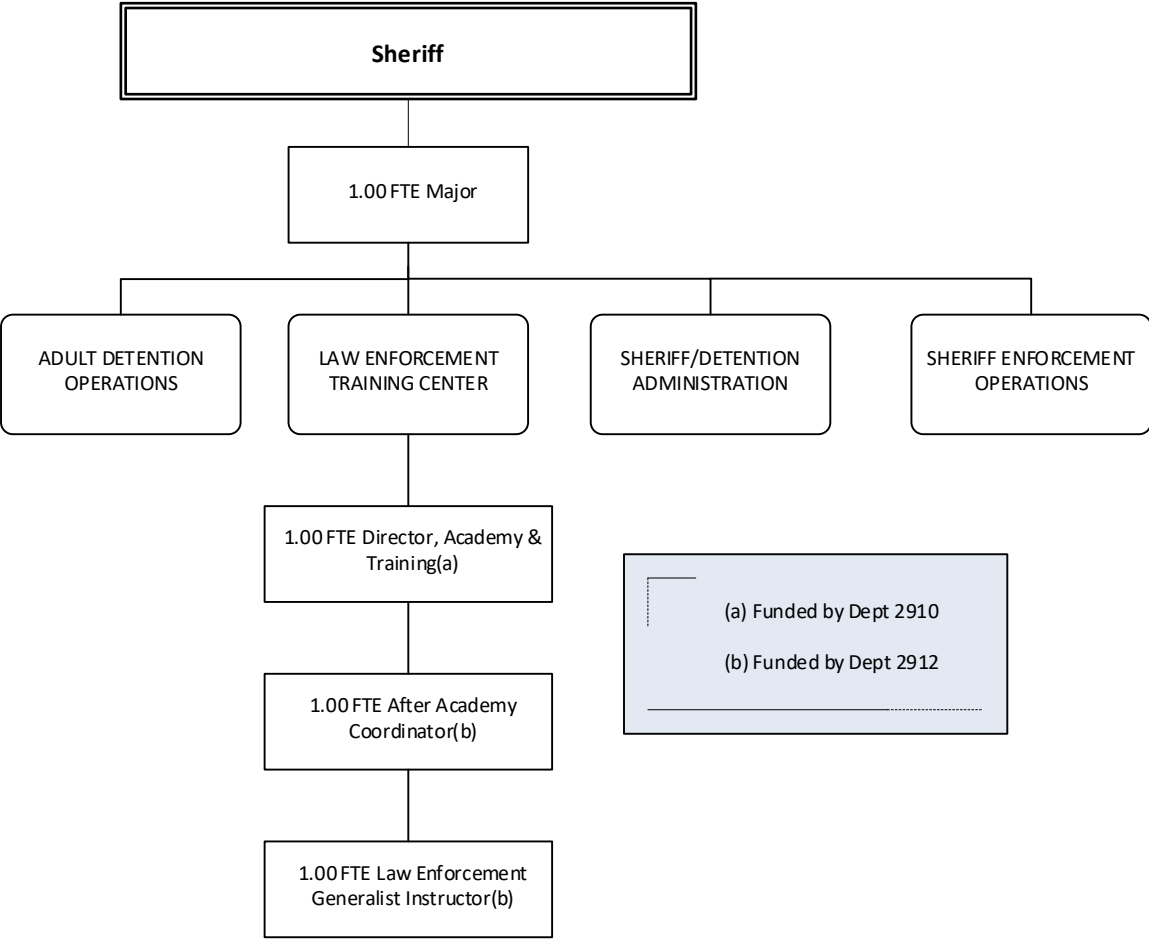 Sheriff
1.00 FTE Major
ADULT DETENTION
OPERATIONS
LAW ENFORCEMENT
TRAINING CENTER
SHERIFF/DETENTION
ADMINISTRATION
SHERIFF ENFORCEMENT
OPERATIONS
1.00 FTE Director, Academy &
Training(a)
(a) Funded by Dept 2910
(b) Funded by Dept 2912
1.00 FTE After Academy
Coordinator(b)
1.00 FTE Law Enforcement
Generalist Instructor(b)